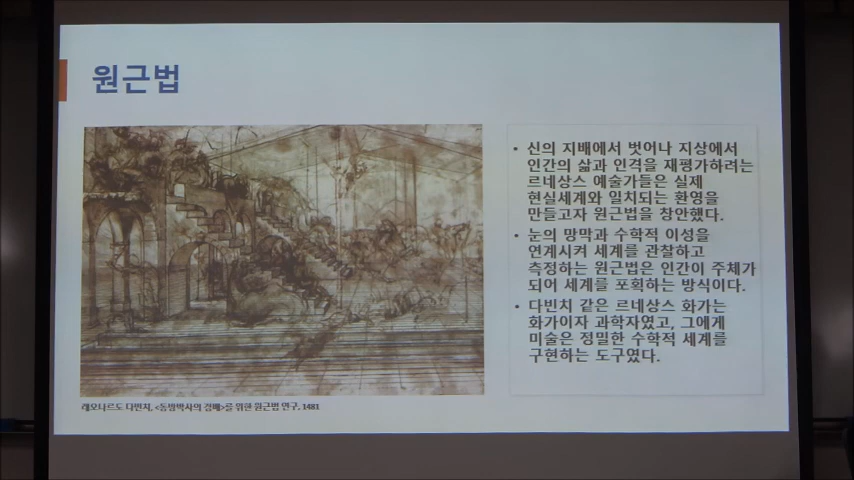 원근법
• 신의 지배에서 벗어나 지상에서
인간의 삶과 인격을 재평가하려는
르네상스 예술가들은 실제
현실세계와 일치되는 환영을
만들고자 원근법을 창안했다.
• 눈의 망막과 수학적 이성을
연계시켜 세계를 관찰하고
측정하는 원근법은 인간이 주체가
되어 세계를 포획하는 방식이다.
• 다빈치 같은 르네상스 화가는
화가이자 과학자였고, 그에게
미술은 정밀한 수학적 세계를
구현하는 도구였다.
레오나르도 다빈치, <동방박사의 경배>를 위한 원근법 연구, 1481